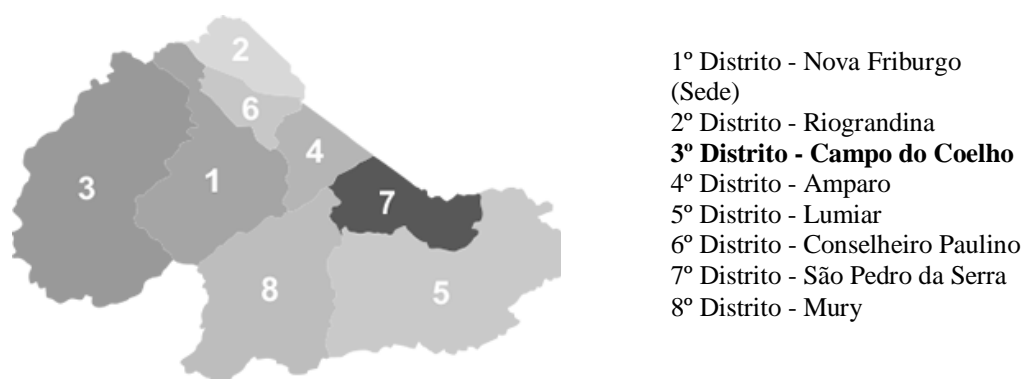 2
6
4
3
1
7
8
5
1º Distrito - Nova Friburgo
(Sede)
2º Distrito - Riograndina
3º Distrito - Campo do Coelho
4º Distrito - Amparo
5º Distrito - Lumiar
6º Distrito - Conselheiro Paulino
7º Distrito - São Pedro da Serra
8º Distrito - Mury